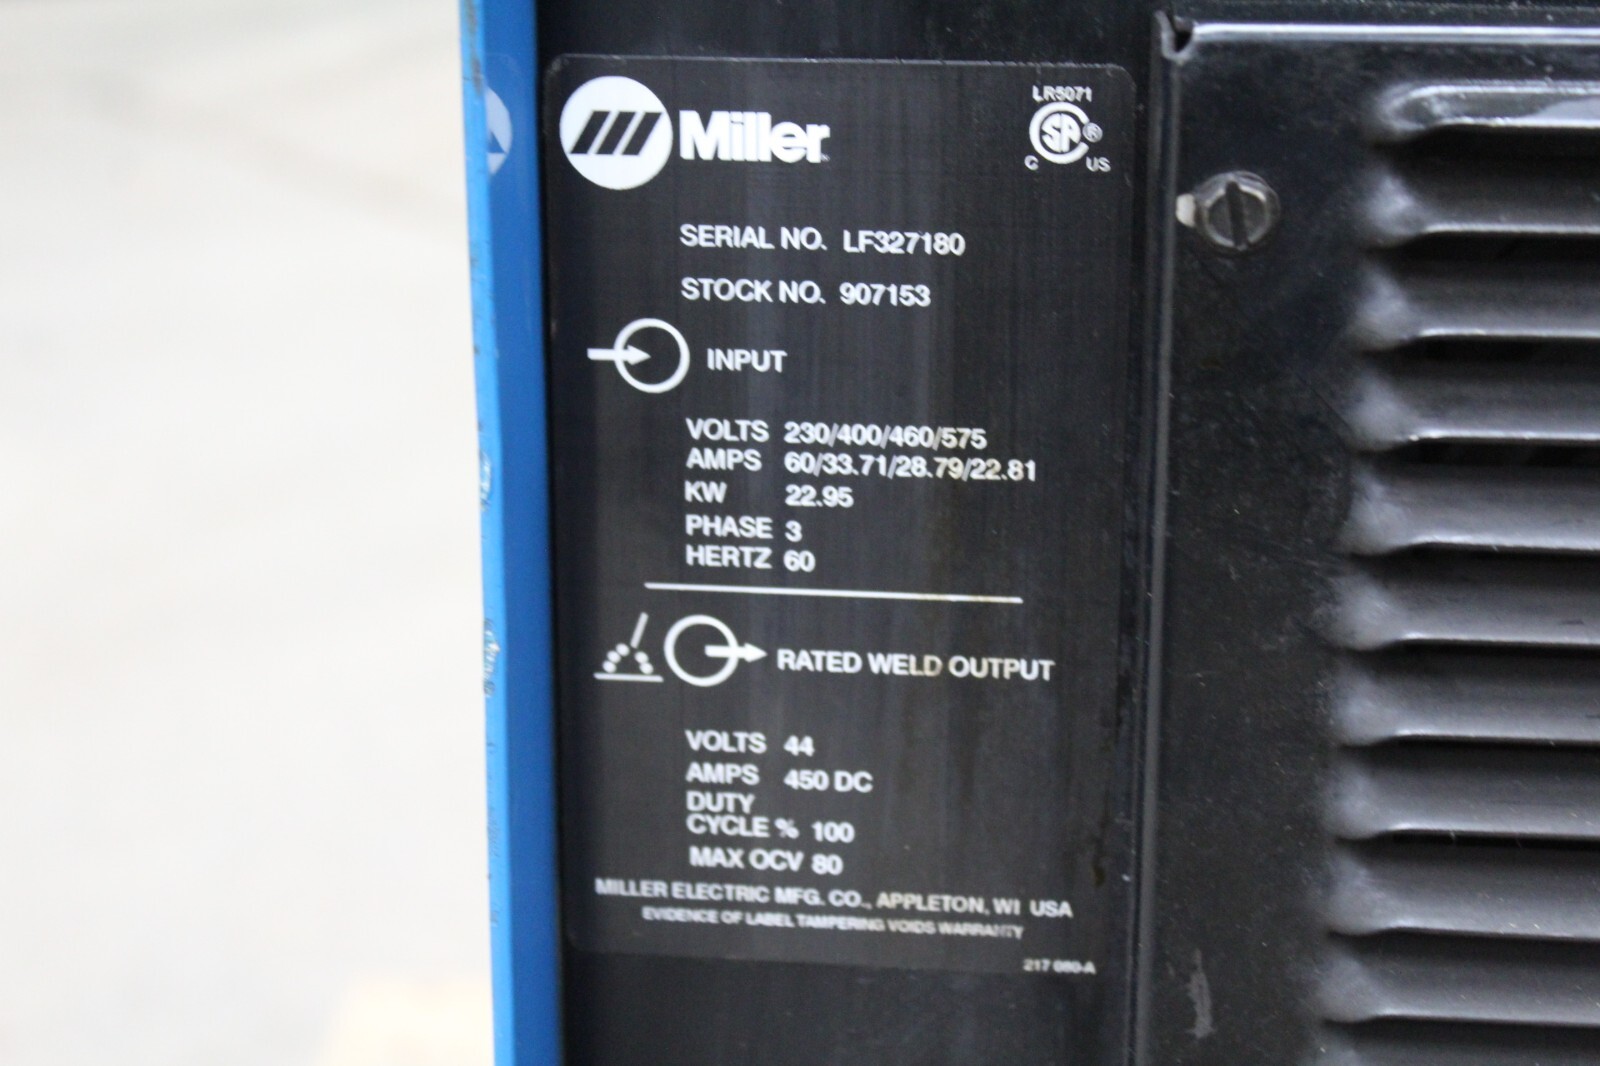 Miller
LR5071
SA
C US
SERIAL NO. LF327180
STOCK NO. 907153
INPUT
VOLTS 230/400/460/575
AMPS 60/33.71/28.79/22.81
KW 22.95
PHASE 3
HERTZ 60
RATED WELD OUTPUT
VOLTS 44
AMPS 450 DC
DUTY
CYCLE % 100
MAX OCV 80
MILLER ELECTRIC MFG. CO., APPLETON, WI USA
EVIDENCE OF LABEL TAMPERING VOIDS WARRANTY
217